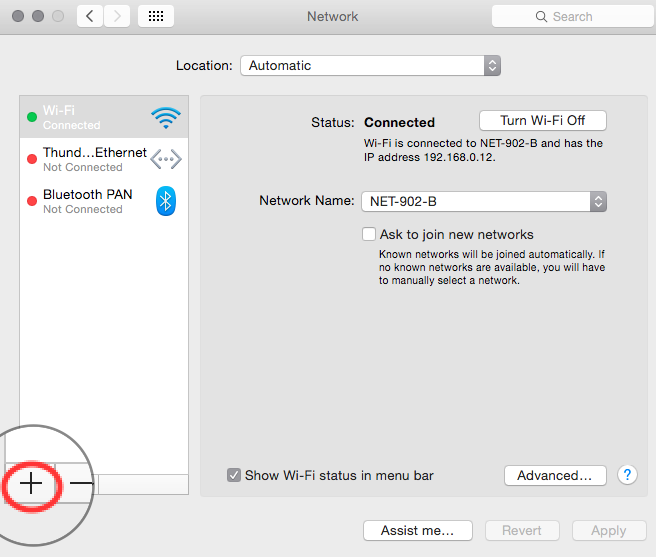 Network
Search
Location: Automatic
Wi-Fi
Connected
Thund...Ethernet
Not Connected
Bluetooth PAN
Not Connected
Status: Connected Turn Wi-Fi Off
Wi-Fi is connected to NET-902-B and has the
IP address 192.168.0.12.
Network Name: NET-902-B
Ask to join new networks
Known networks will be joined automatically. If
no known networks are available, you will have
to manually select a network.
Show Wi-Fi status in menu bar Advanced... ?
Assist me... Revert Apply